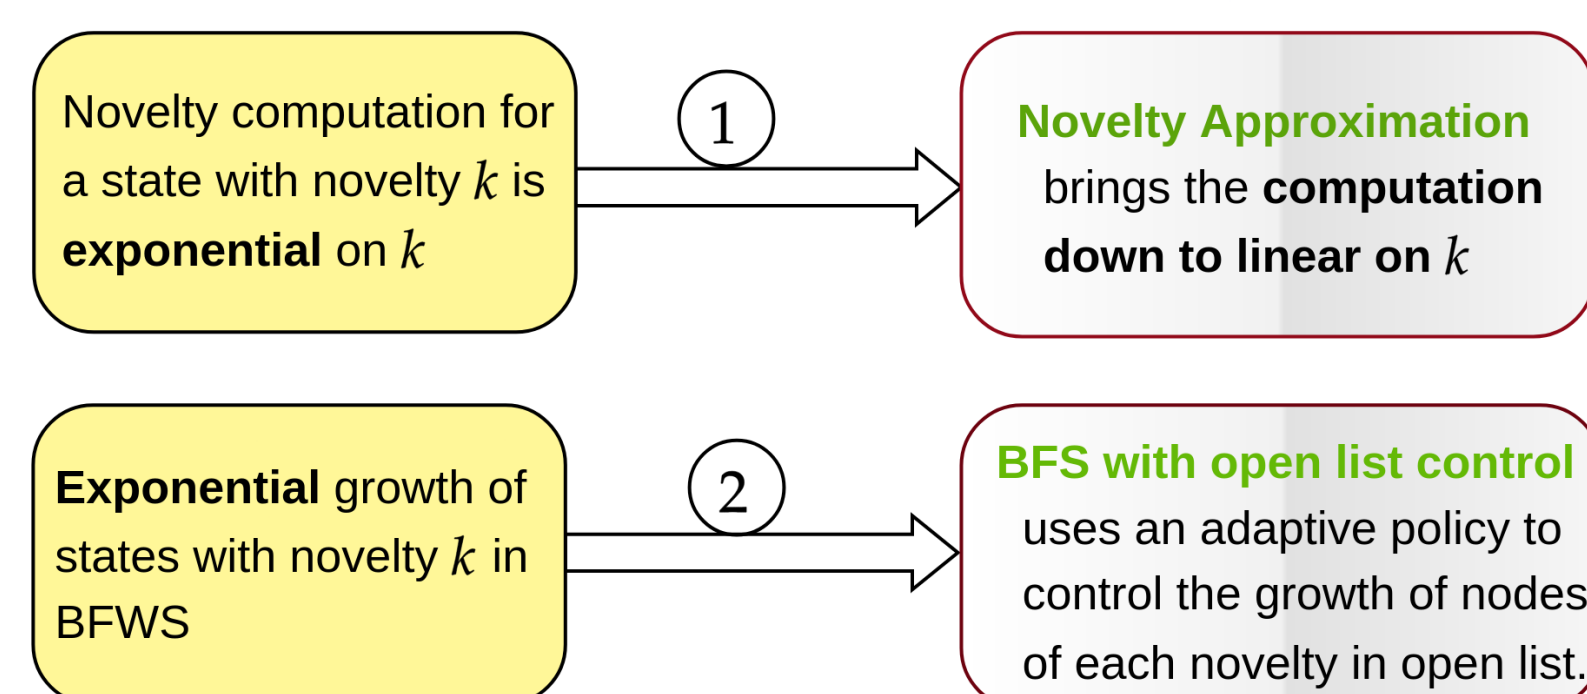 Novelty computation for
a state with novelty k is
exponential on k
1
Novelty Approximation
brings the computation
down to linear on k
Exponential growth of
states with novelty k in
BFWS
2
BFS with open list control
uses an adaptive policy to
control the growth of nodes
of each novelty in open list.